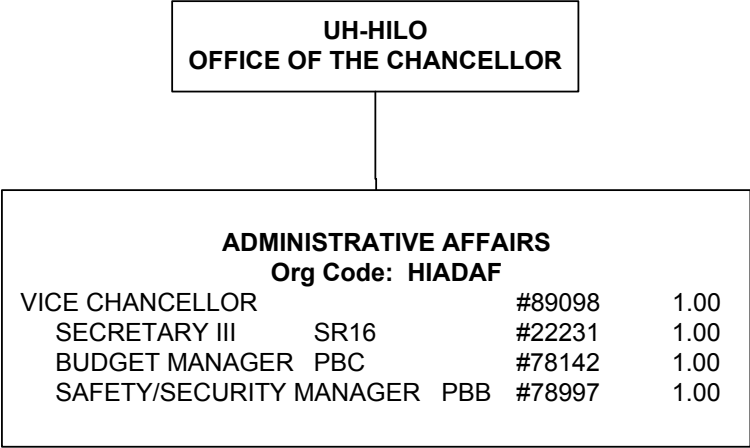 UH-HILO
OFFICE OF THE CHANCELLOR
ADMINISTRATIVE AFFAIRS
Org Code: HIADAF
VICE CHANCELLOR #89098 1.00
SECRETARY III SR16 #22231 1.00
BUDGET MANAGER PBC #78142 1.00
SAFETY/SECURITY MANAGER PBB #78997 1.00